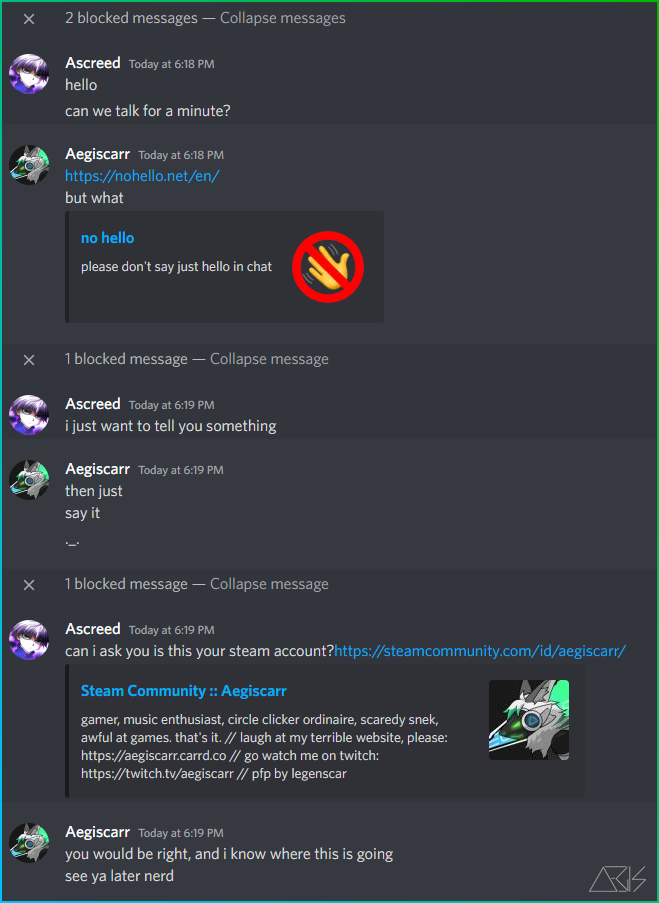 2 blocked messages — Collapse messages
Ascreed Today at 6:18 PM
hello
can we talk for a minute?
Aegiscarr Today at 6:18 PM
https://nohello.net/en/
but what
no hello
please don't say just hello in chat
1 blocked message — Collapse message
Ascreed Today at 6:19 PM
i just want to tell you something
Aegiscarr Today at 6:19 PM
then just
say it
._.
1 blocked message — Collapse message
Ascreed Today at 6:19 PM
can i ask you is this your steam account?https://steamcommunity.com/id/aegiscarr/
Steam Community :: Aegiscarr
gamer, music enthusiast, circle clicker ordinaire, scaredy snek,
awful at games. that's it. // laugh at my terrible website, please:
https://aegiscarr.carrd.co // go watch me on twitch:
https://twitch.tv/aegiscarr // pfp by legenscar
Aegiscarr Today at 6:19 PM
you would be right, and i know where this is going
see ya later nerd
AEGIS